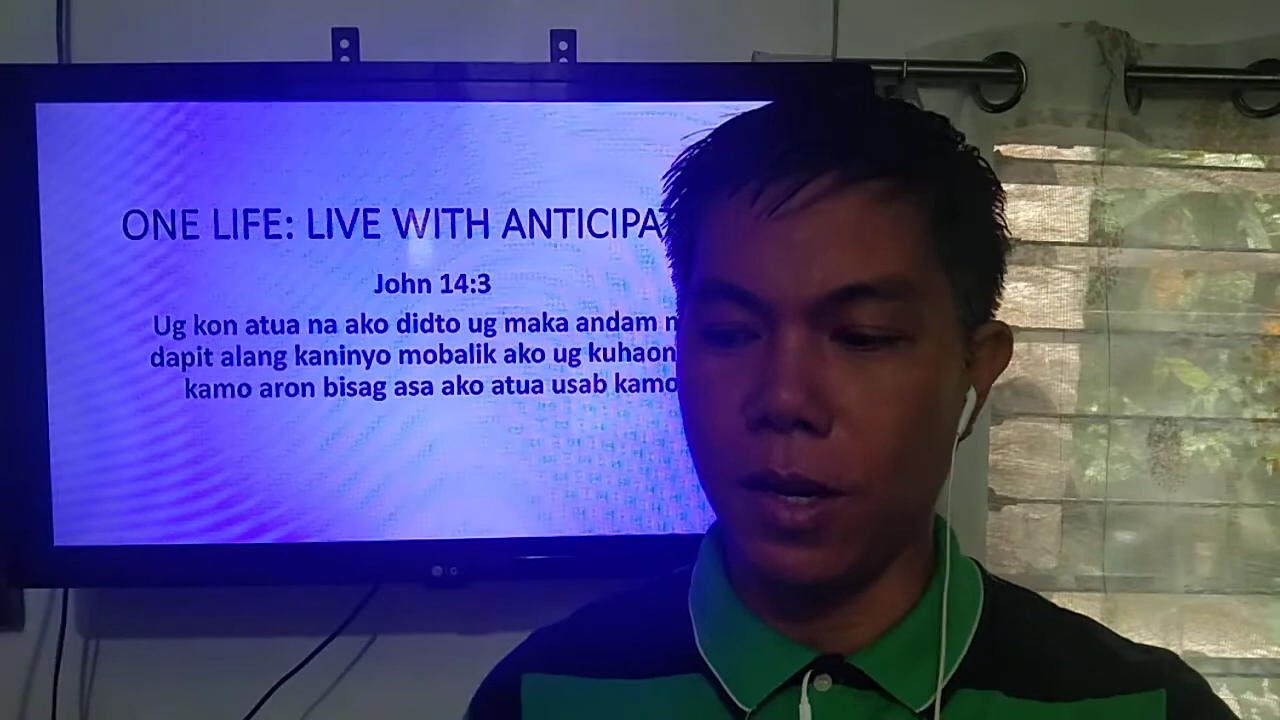 ONE LIFE: LIVE WITH ANTICIPA
John 14:3
Ug kon atua na ako didto ug maka andam
dapit alang kaninyo mobalik ako ug kuhaon
kamo aron bisag asa ako atua usab kamo
LG